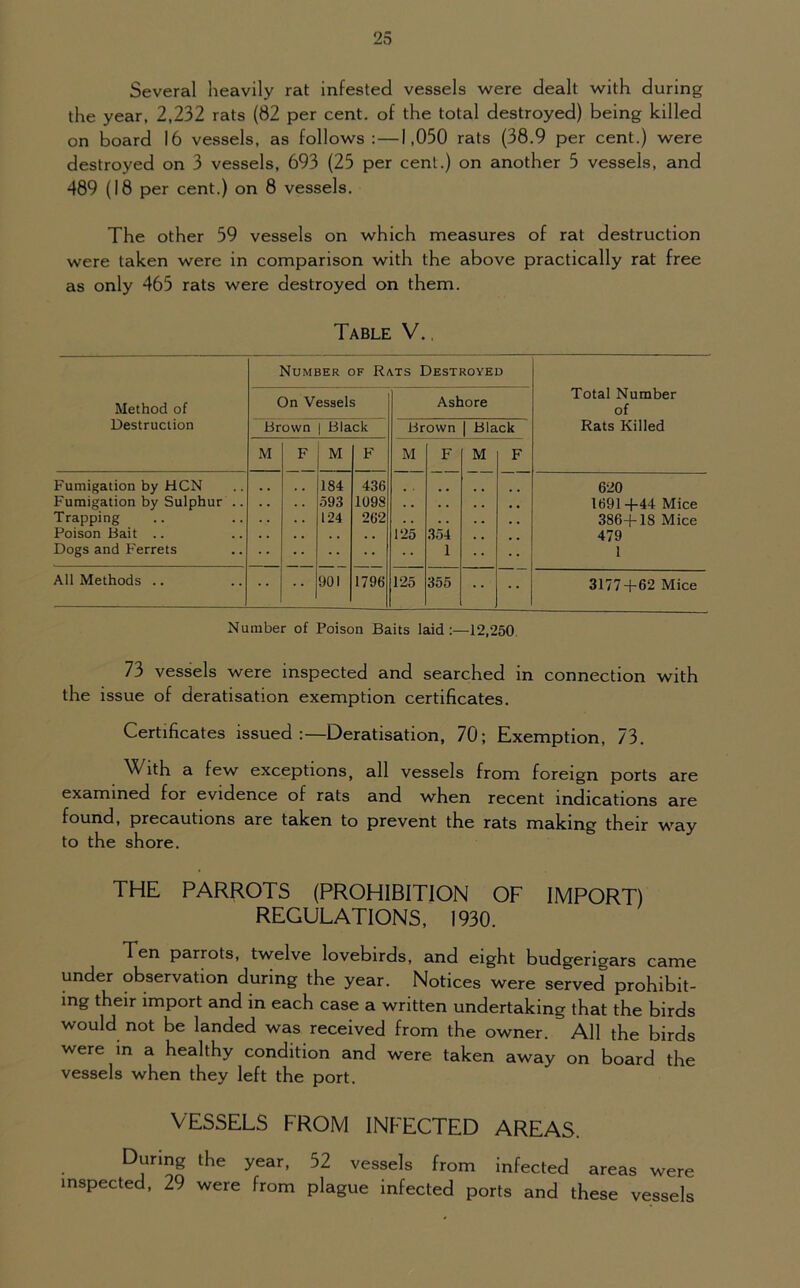 25
Several heavily rat infested vessels were dealt with during
the year, 2,232 rats (82 per cent. of the total destroyed) being killed
on board 16 vessels, as follows :—1,050 rats (38.9 per cent.) were
destroyed on 3 vessels, 693 (25 per cent.) on another 5 vessels, and
489 (18 per cent.) on 8 vessels.
The other 59 vessels on which measures of rat destruction
were taken were in comparison with the above practically rat free
as only 465 rats were destroyed on them.
Table V.
Method of Destruction | Number of Rats Destroyed | Total Number of Rats Killed
On Vessels | Ashore
Brown | Black | Brown | Black
M | F | M | F | M | F | M | F
Fumigation by HCN .. | .. | .. | 184 | 436 | .. | .. | .. | .. | 620
Fumigation by Sulphur .. | .. | .. | 593 | 1098 | .. | .. | .. | .. | 1691+44 Mice
Trapping .. .. | .. | .. | 124 | 262 | .. | .. | .. | .. | 386+18 Mice
Poison Bait .. .. | .. | .. | .. | .. | 125 | 354 | .. | .. | 479
Dogs and Ferrets .. | .. | .. | .. | .. | .. | 1 | .. | .. | 1
All Methods .. .. | .. | .. | 901 | 1796 | 125 | 355 | .. | .. | 3177+62 Mice
Number of Poison Baits laid :—12,250.
73 vessels were inspected and searched in connection with
the issue of deratisation exemption certificates.
Certificates issued :—Deratisation, 70; Exemption, 73.
With a few exceptions, all vessels from foreign ports are
examined for evidence of rats and when recent indications are
found, precautions are taken to prevent the rats making their way
to the shore.
THE PARROTS (PROHIBITION OF IMPORT)
REGULATIONS, 1930.
Ten parrots, twelve lovebirds, and eight budgerigars came
under observation during the year. Notices were served prohibit-
ing their import and in each case a written undertaking that the birds
would not be landed was received from the owner. All the birds
were in a healthy condition and were taken away on board the
vessels when they left the port.
VESSELS FROM INFECTED AREAS.
During the year, 52 vessels from infected areas were
inspected, 29 were from plague infected ports and these vessels